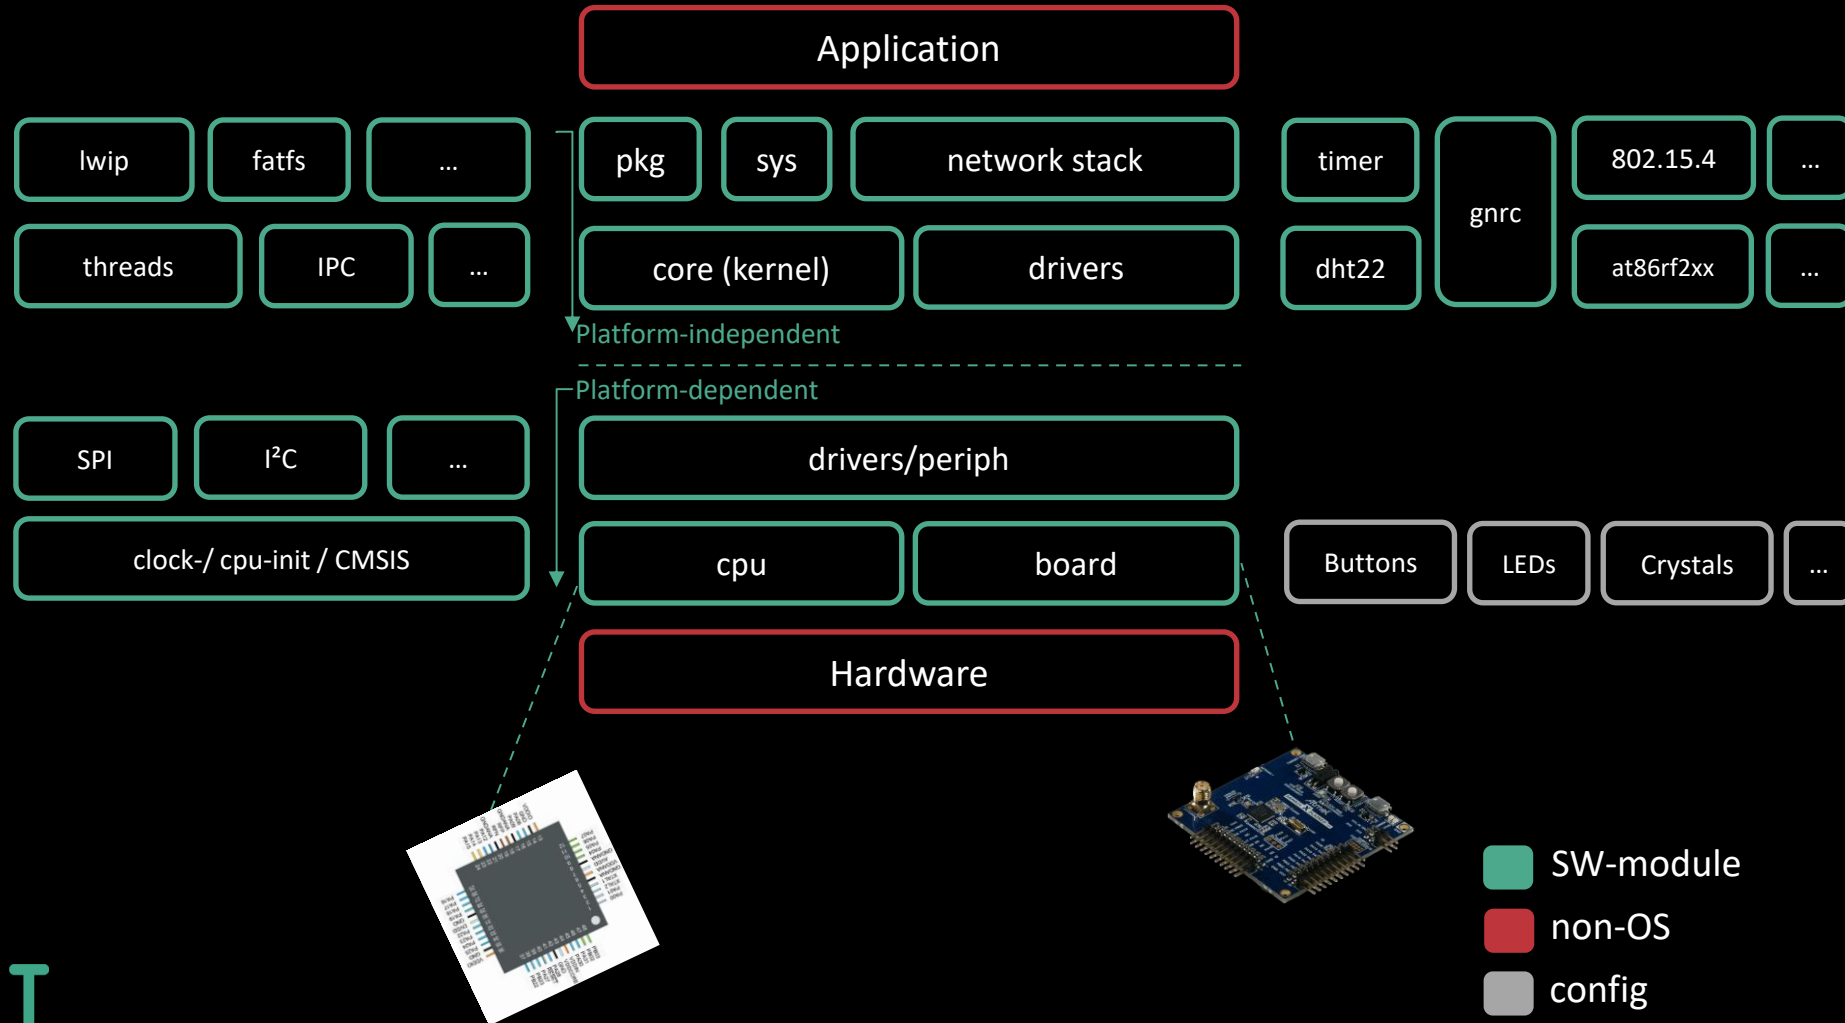 Application
lwip
fatfs
...
pkg
sys
network stack
timer
gnrc
802.15.4
...
threads
IPC
...
core (kernel)
drivers
dht22
at86rf2xx
...
Platform-independent
Platform-dependent
SPI
I²C
...
drivers/periph
clock-/ cpu-init / CMSIS
cpu
board
Buttons
LEDs
Crystals
...
Hardware
SW-module
non-OS
config